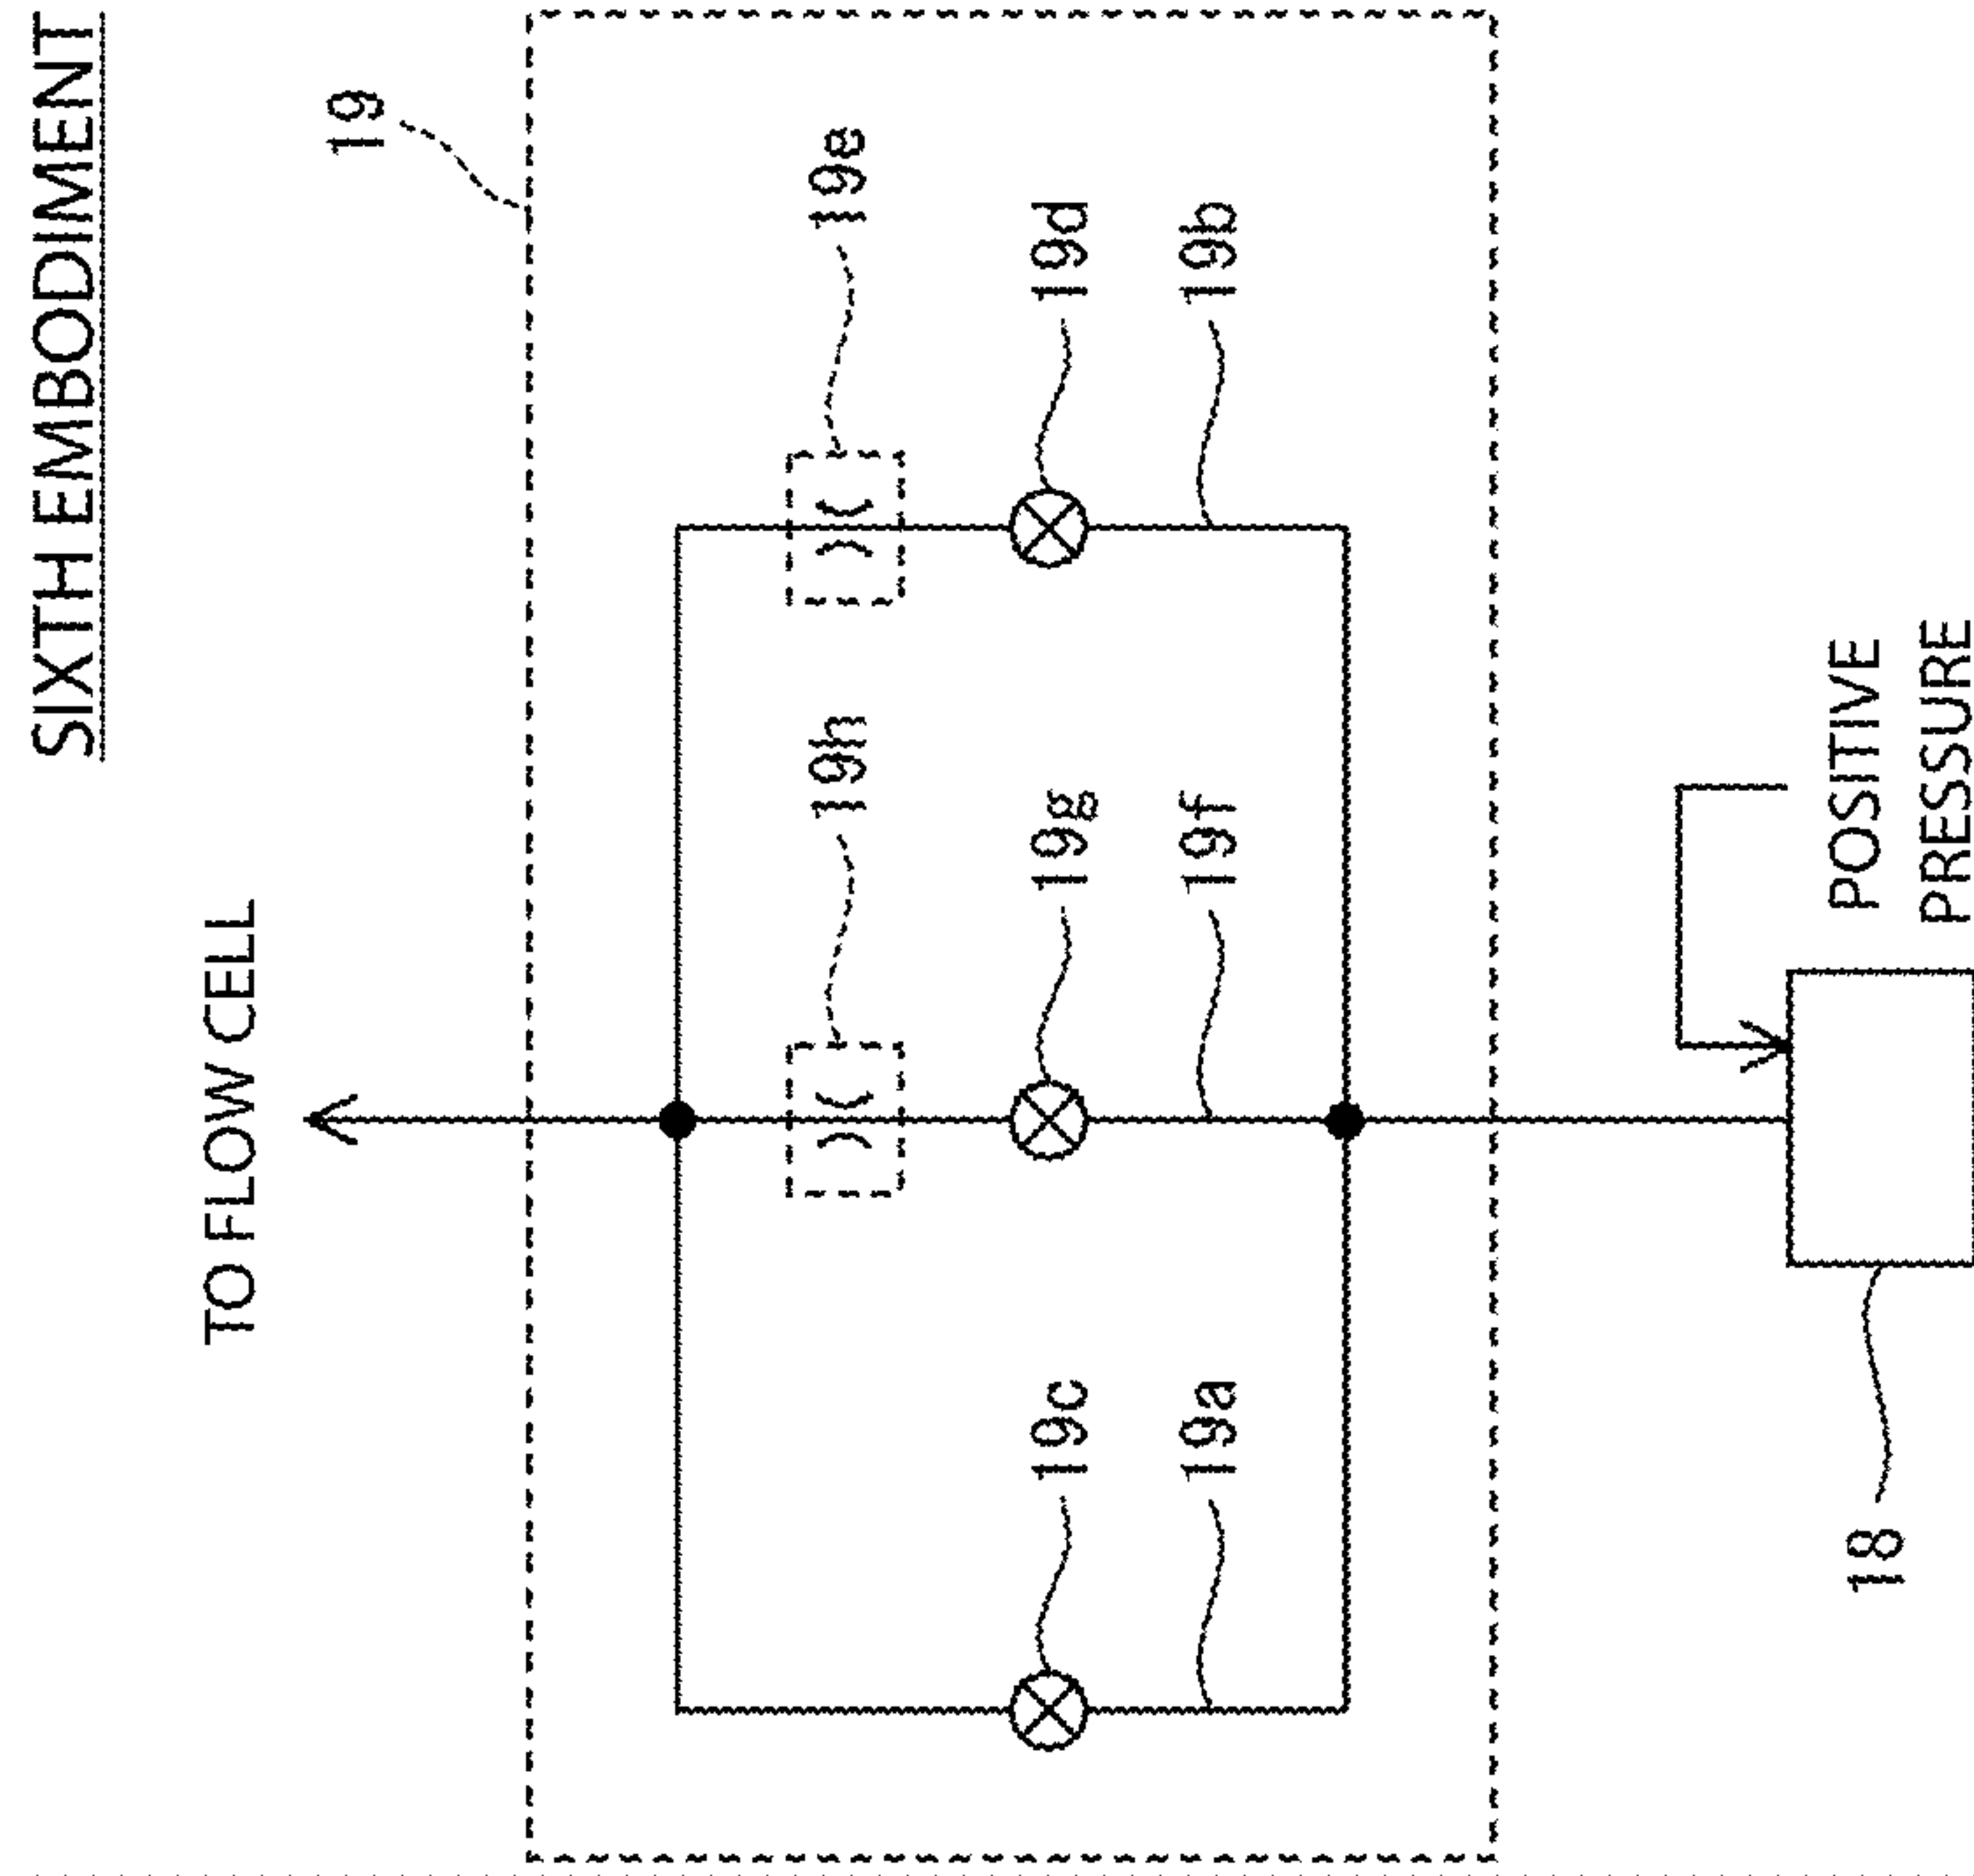 SIXTH EMBODIMENT
TO FLOW CELL
19
19h
19e
19c
19g
19d
19a
19f
19b
18
POSITIVE
PRESSURE